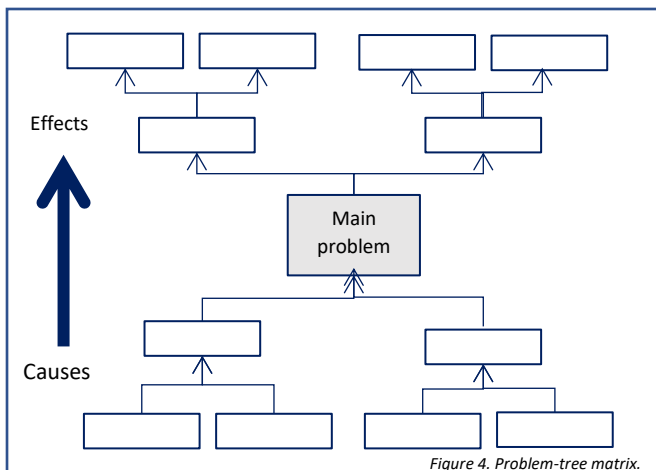 Effects
Main
problem
Causes
Figure 4. Problem-tree matrix.